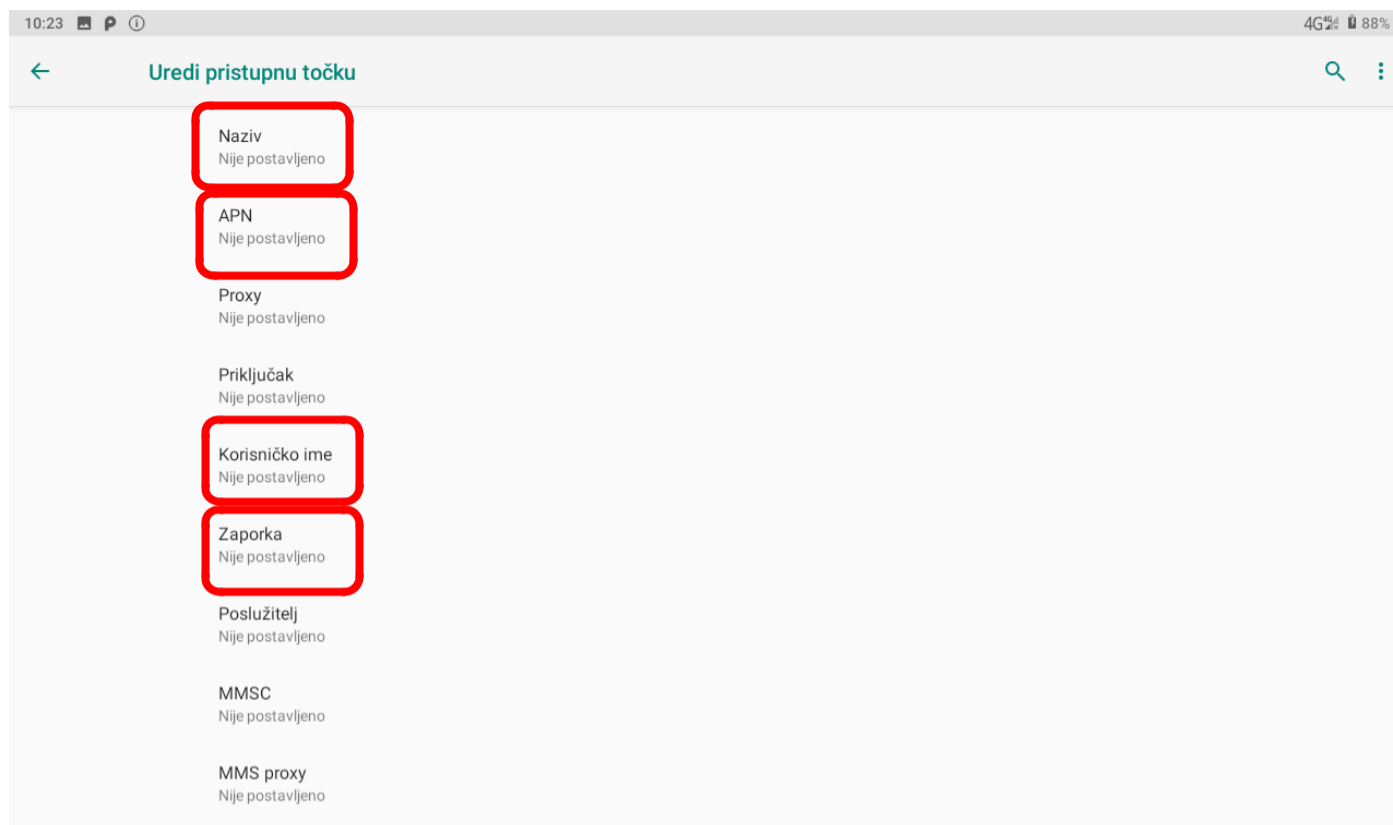 10:23 4G 4G 88%
Uredi pristupnu točku
Naziv
Nije postavljeno
APN
Nije postavljeno
Proxy
Nije postavljeno
Priključak
Nije postavljeno
Korisničko ime
Nije postavljeno
Zaporka
Nije postavljeno
Poslužitelj
Nije postavljeno
MMSC
Nije postavljeno
MMS proxy
Nije postavljeno